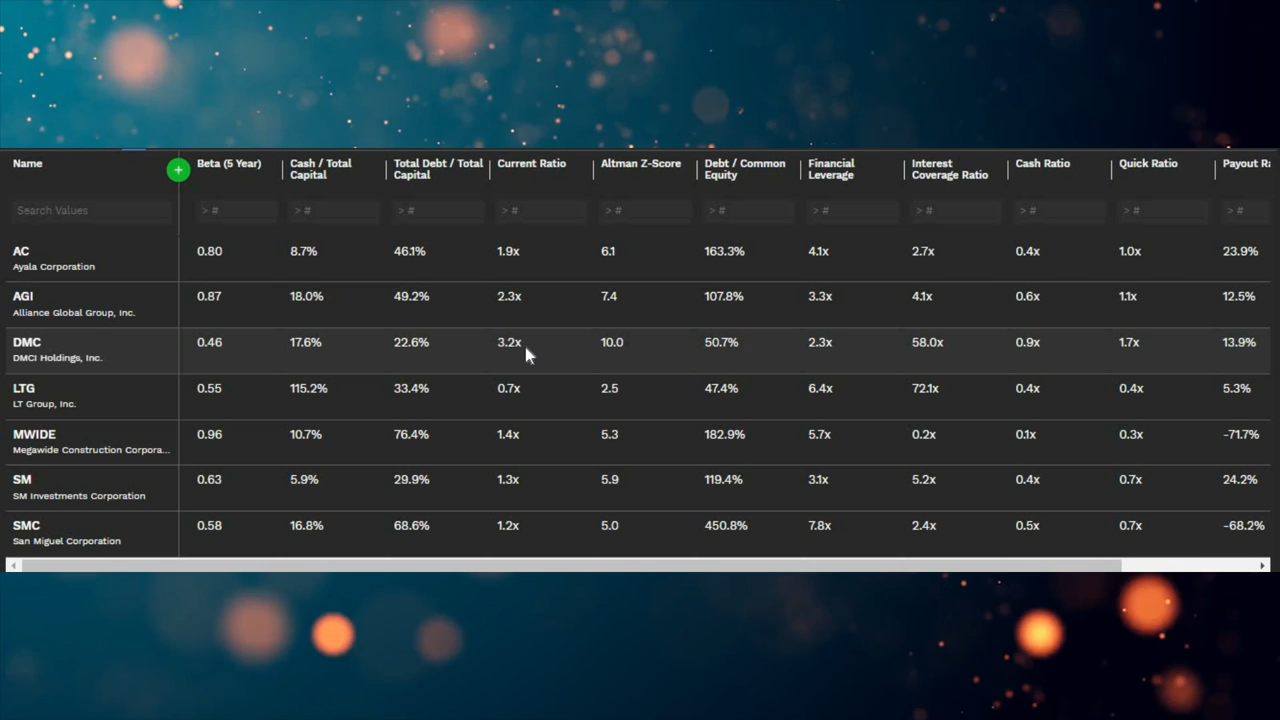 Name Beta (5 Year) Cash / Total Capital Total Debt / Total Capital Current Ratio Altman Z-Score Debt / Common Equity Financial Leverage Interest Coverage Ratio Cash Ratio Quick Ratio Payout Ra
Search Values > # > # > # > # > # > # > # > # > # > # > #
AC 0.80 8.7% 46.1% 1.9x 6.1 163.3% 4.1x 2.7x 0.4x 1.0x 23.9%
Ayala Corporation
AGI 0.87 18.0% 49.2% 2.3x 7.4 107.8% 3.3x 4.1x 0.6x 1.1x 12.5%
Alliance Global Group, Inc.
DMC 0.46 17.6% 22.6% 3.2x 10.0 50.7% 2.3x 58.0x 0.9x 1.7x 13.9%
DMCI Holdings, Inc.
LTG 0.55 115.2% 33.4% 0.7x 2.5 47.4% 6.4x 72.1x 0.4x 0.4x 5.3%
LT Group, Inc.
MWIDE 0.96 10.7% 76.4% 1.4x 5.3 182.9% 5.7x 0.2x 0.1x 0.3x -71.7%
Megawide Construction Corpora...
SM 0.63 5.9% 29.9% 1.3x 5.9 119.4% 3.1x 5.2x 0.4x 0.7x 24.2%
SM Investments Corporation
SMC 0.58 16.8% 68.6% 1.2x 5.0 450.8% 7.8x 2.4x 0.5x 0.7x -68.2%
San Miguel Corporation